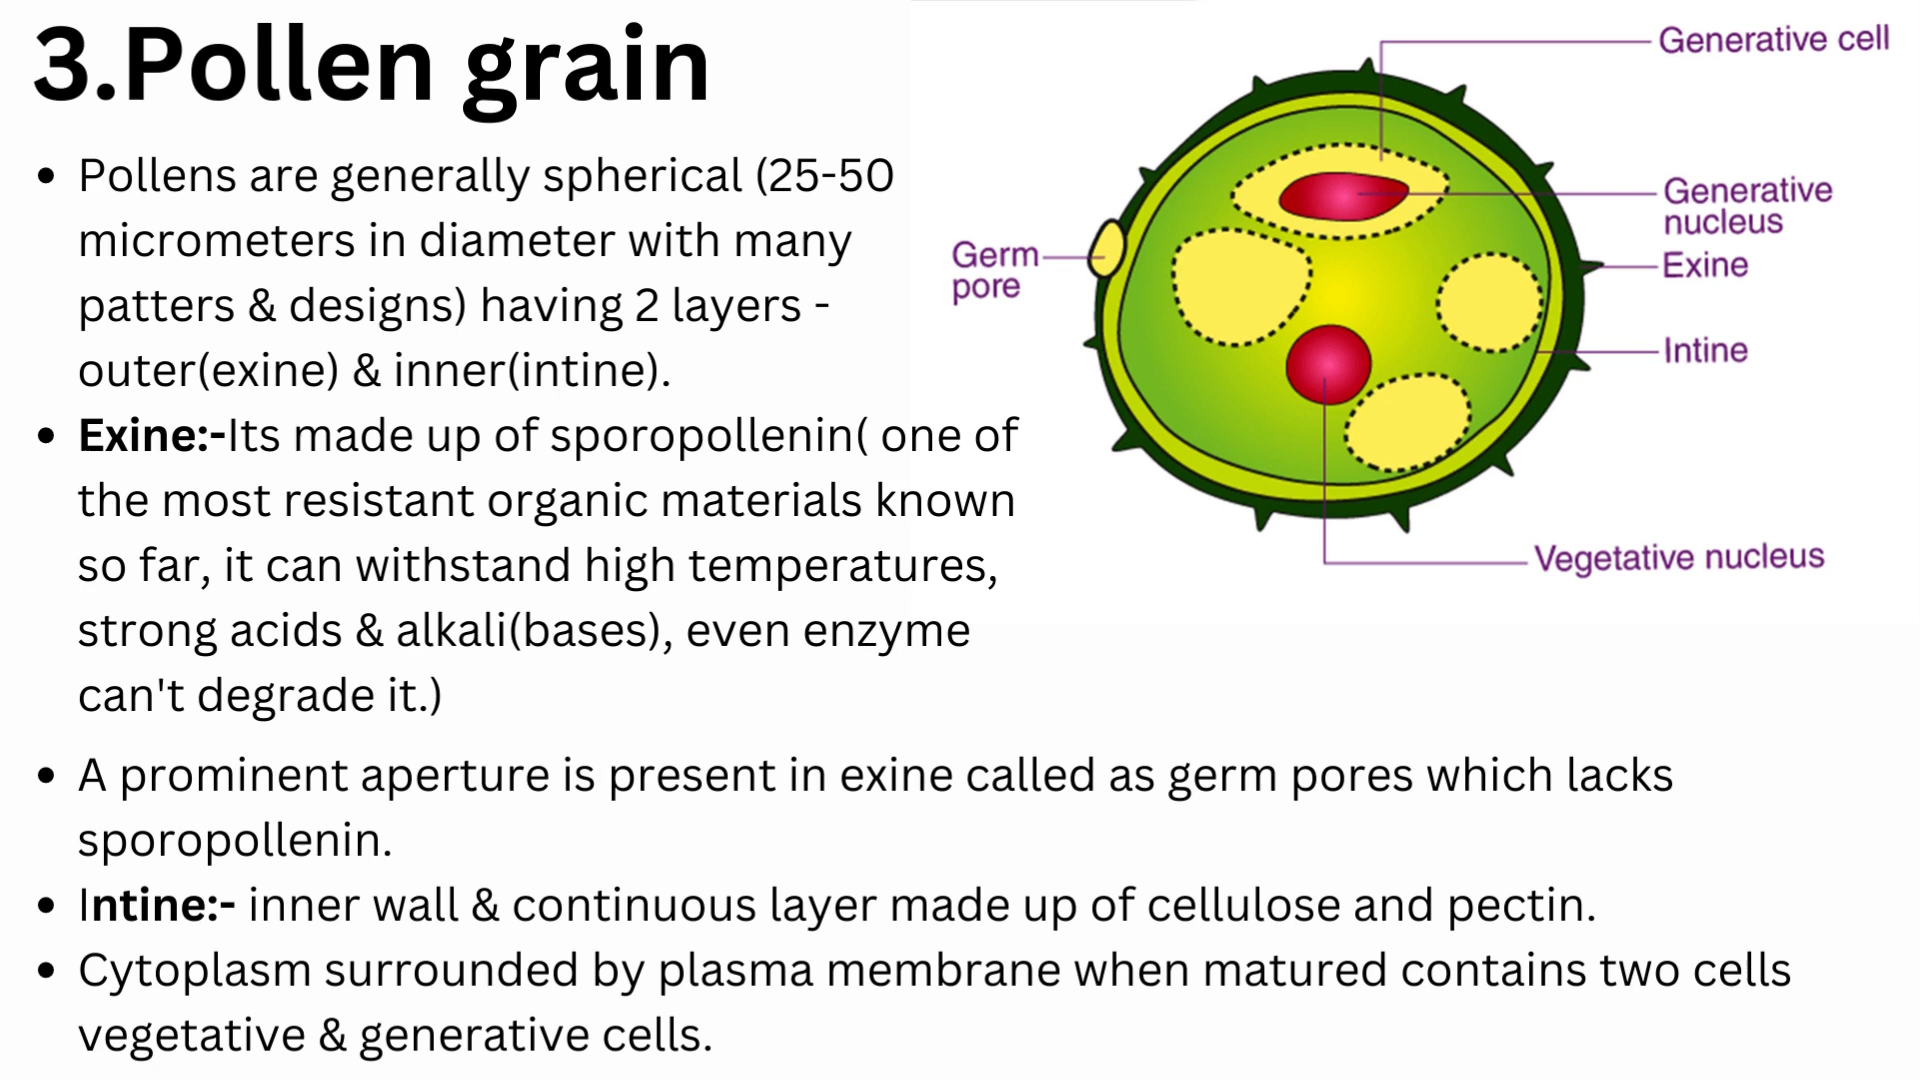 3.Pollen grain
• Pollens are generally spherical (25-50
micrometers in diameter with many
patters & designs) having 2 layers -
outer(exine) & inner(intine).
• Exine:-Its made up of sporopollenin( one of
the most resistant organic materials known
so far, it can withstand high temperatures,
strong acids & alkali(bases), even enzyme
can't degrade it.)
• A prominent aperture is present in exine called as germ pores which lacks
sporopollenin.
• Intine:- inner wall & continuous layer made up of cellulose and pectin.
• Cytoplasm surrounded by plasma membrane when matured contains two cells
vegetative & generative cells.
Generative cell
Generative
nucleus
Exine
Germ
pore
Intine
Vegetative nucleus